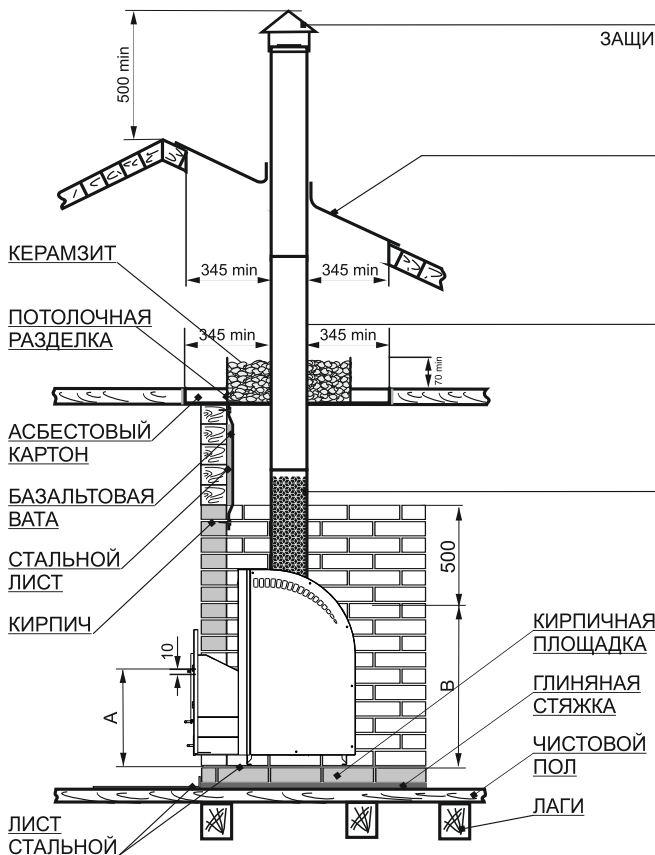 500 min
ЗАЩИ
КЕРАМЗИТ
345 min
345 min
ПОТОЛОЧНАЯ
РАЗДЕЛКА
345 min
345 min
70 min
АСБЕСТОВЫЙ
КАРТОН
БАЗАЛЬТОВАЯ
ВАТА
СТАЛЬНОЙ
ЛИСТ
500
КИРПИЧ
КИРПИЧНАЯ
ПЛОЩАДКА
10
A
B
ГЛИНЯНАЯ
СТЯЖКА
ЧИСТОВОЙ
ПОЛ
ЛАГИ
ЛИСТ
СТАЛЬНОЙ